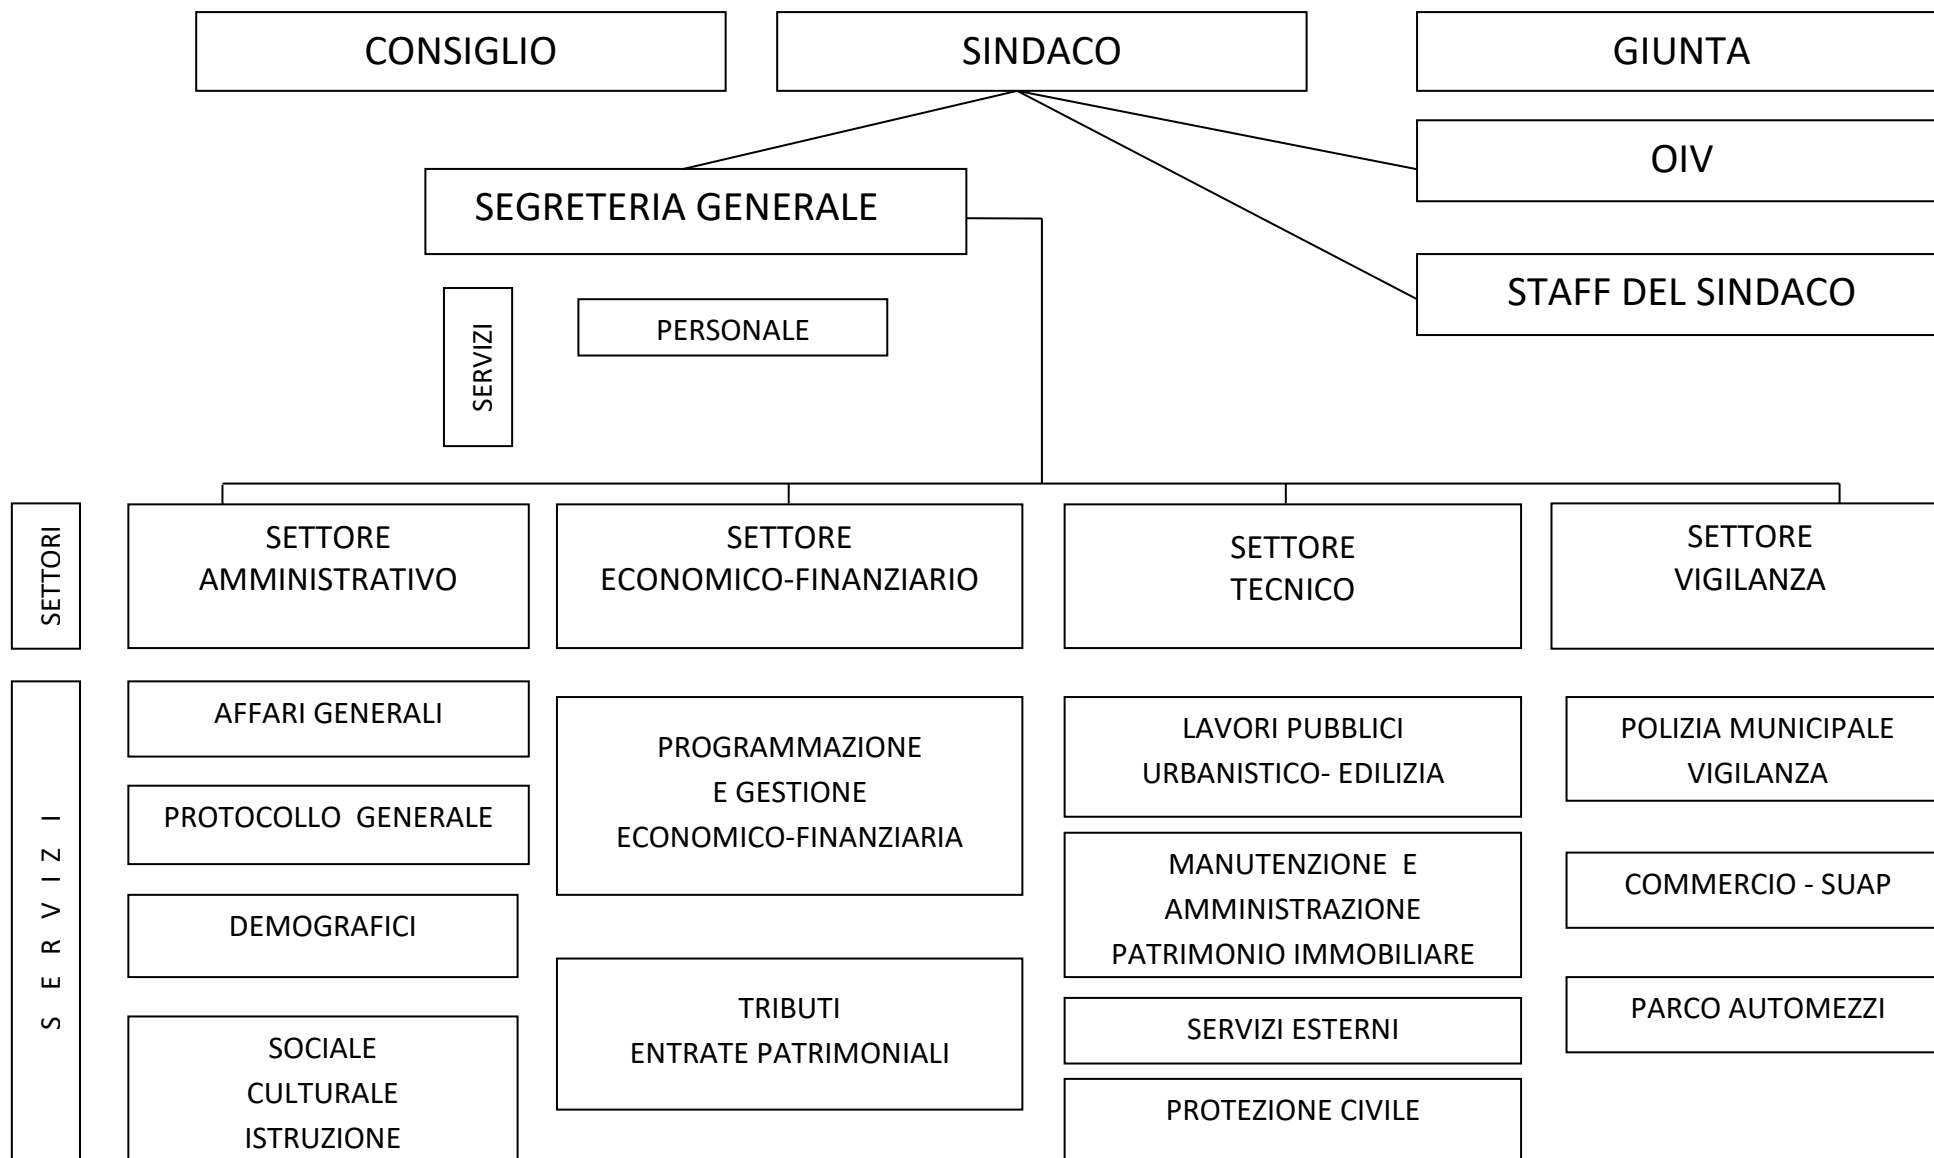 CONSIGLIO
SINDACO
GIUNTA
OIV
SEGRETERIA GENERALE
STAFF DEL SINDACO
SERVIZI
PERSONALE
SETTORI
SETTORE
AMMINISTRATIVO
SETTORE
ECONOMICO-FINANZIARIO
SETTORE
TECNICO
SETTORE
VIGILANZA
S E R V I Z I
AFFARI GENERALI
PROTOCOLLO GENERALE
DEMOGRAFICI
SOCIALE
CULTURALE
ISTRUZIONE
PROGRAMMAZIONE
E GESTIONE
ECONOMICO-FINANZIARIA
TRIBUTI
ENTRATE PATRIMONIALI
LAVORI PUBBLICI
URBANISTICO- EDILIZIA
MANUTENZIONE E
AMMINISTRAZIONE
PATRIMONIO IMMOBILIARE
SERVIZI ESTERNI
PROTEZIONE CIVILE
POLIZIA MUNICIPALE
VIGILANZA
COMMERCIO - SUAP
PARCO AUTOMEZZI